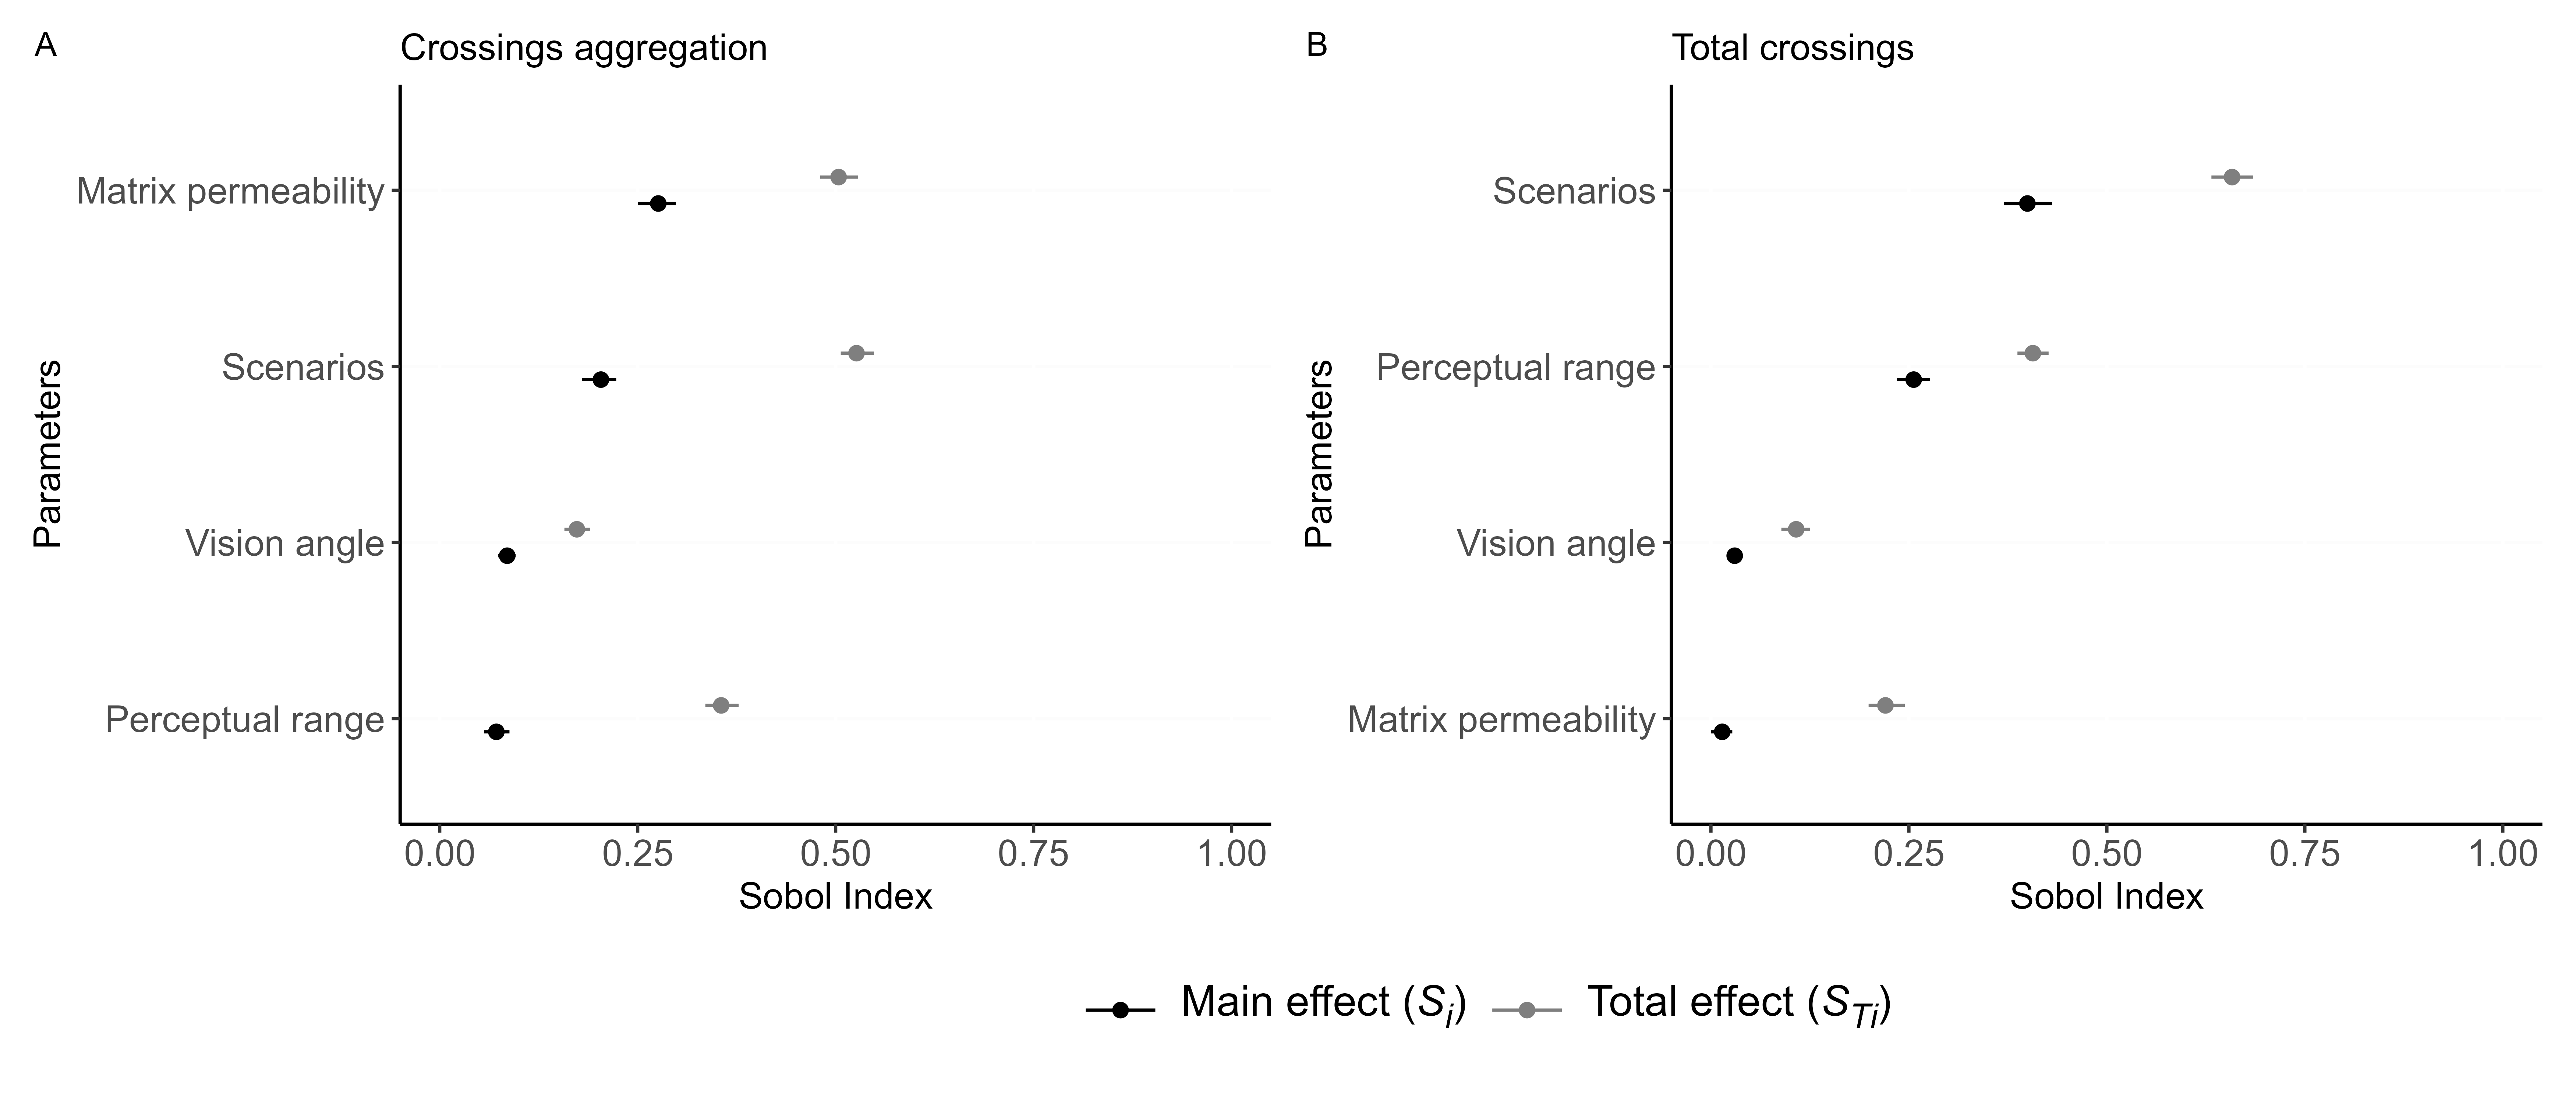 A
Crossings aggregation
Parameters
Matrix permeability
Scenarios
Vision angle
Perceptual range
0.00 0.25 0.50 0.75 1.00
Sobol Index
B
Total crossings
Parameters
Scenarios
Perceptual range
Vision angle
Matrix permeability
0.00 0.25 0.50 0.75 1.00
Sobol Index
Main effect (Si) Total effect (STi)